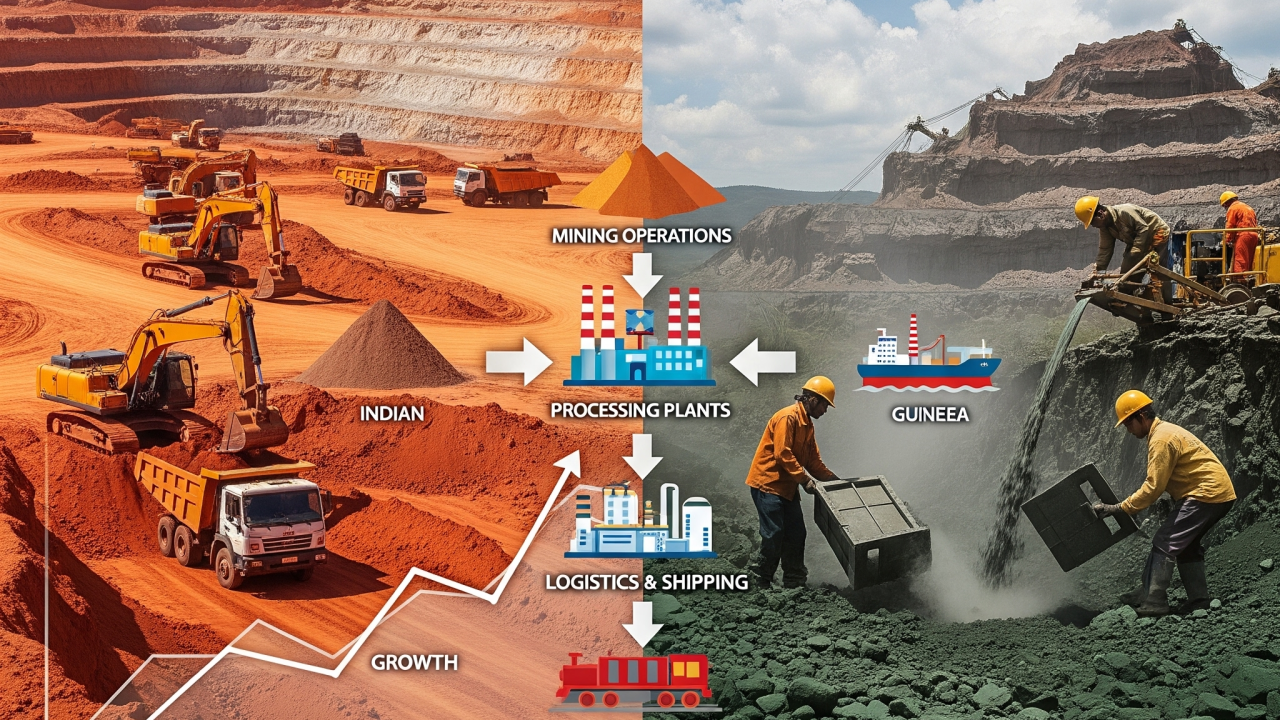 MINING OPERATIONS
INDIAN
PROCESSING PLANTS
GUINEEA
LOGISTICS & SHIPPING
GROWTH